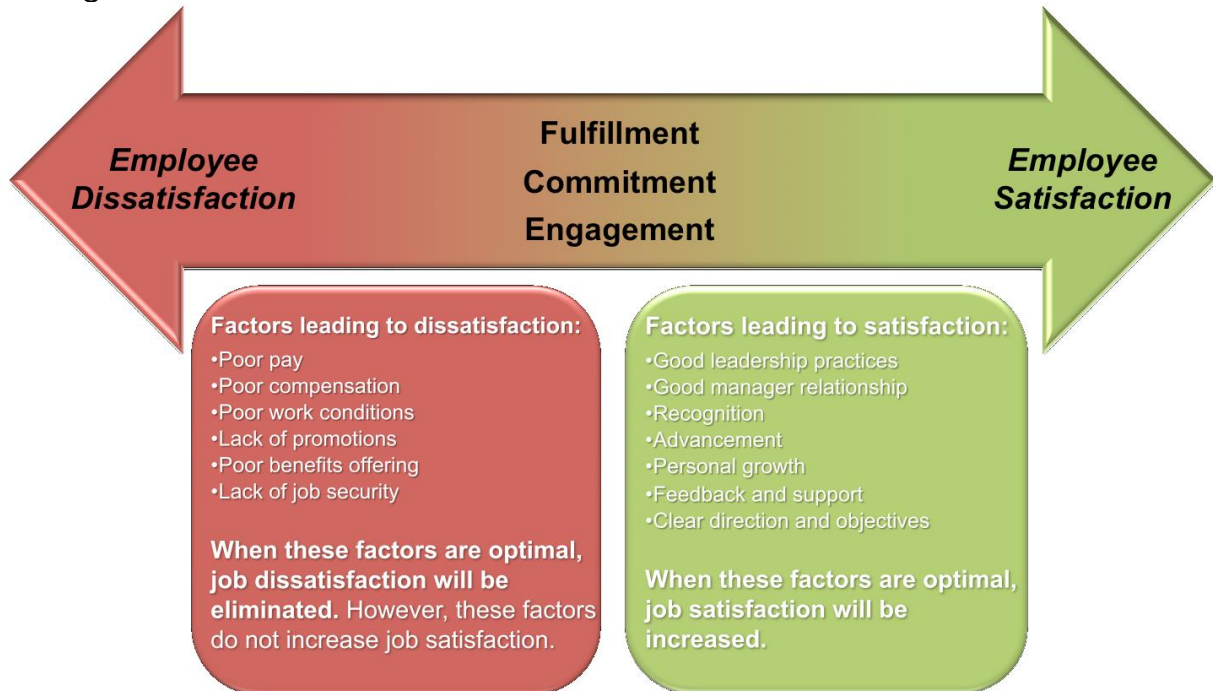 Employee
Dissatisfaction
Fulfillment
Commitment
Engagement
Employee
Satisfaction
Factors leading to dissatisfaction:
•Poor pay
•Poor compensation
•Poor work conditions
•Lack of promotions
•Poor benefits offering
•Lack of job security
When these factors are optimal,
job dissatisfaction will be
eliminated. However, these factors
do not increase job satisfaction.
Factors leading to satisfaction:
•Good leadership practices
•Good manager relationship
•Recognition
•Advancement
•Personal growth
•Feedback and support
•Clear direction and objectives
When these factors are optimal,
job satisfaction will be
increased.